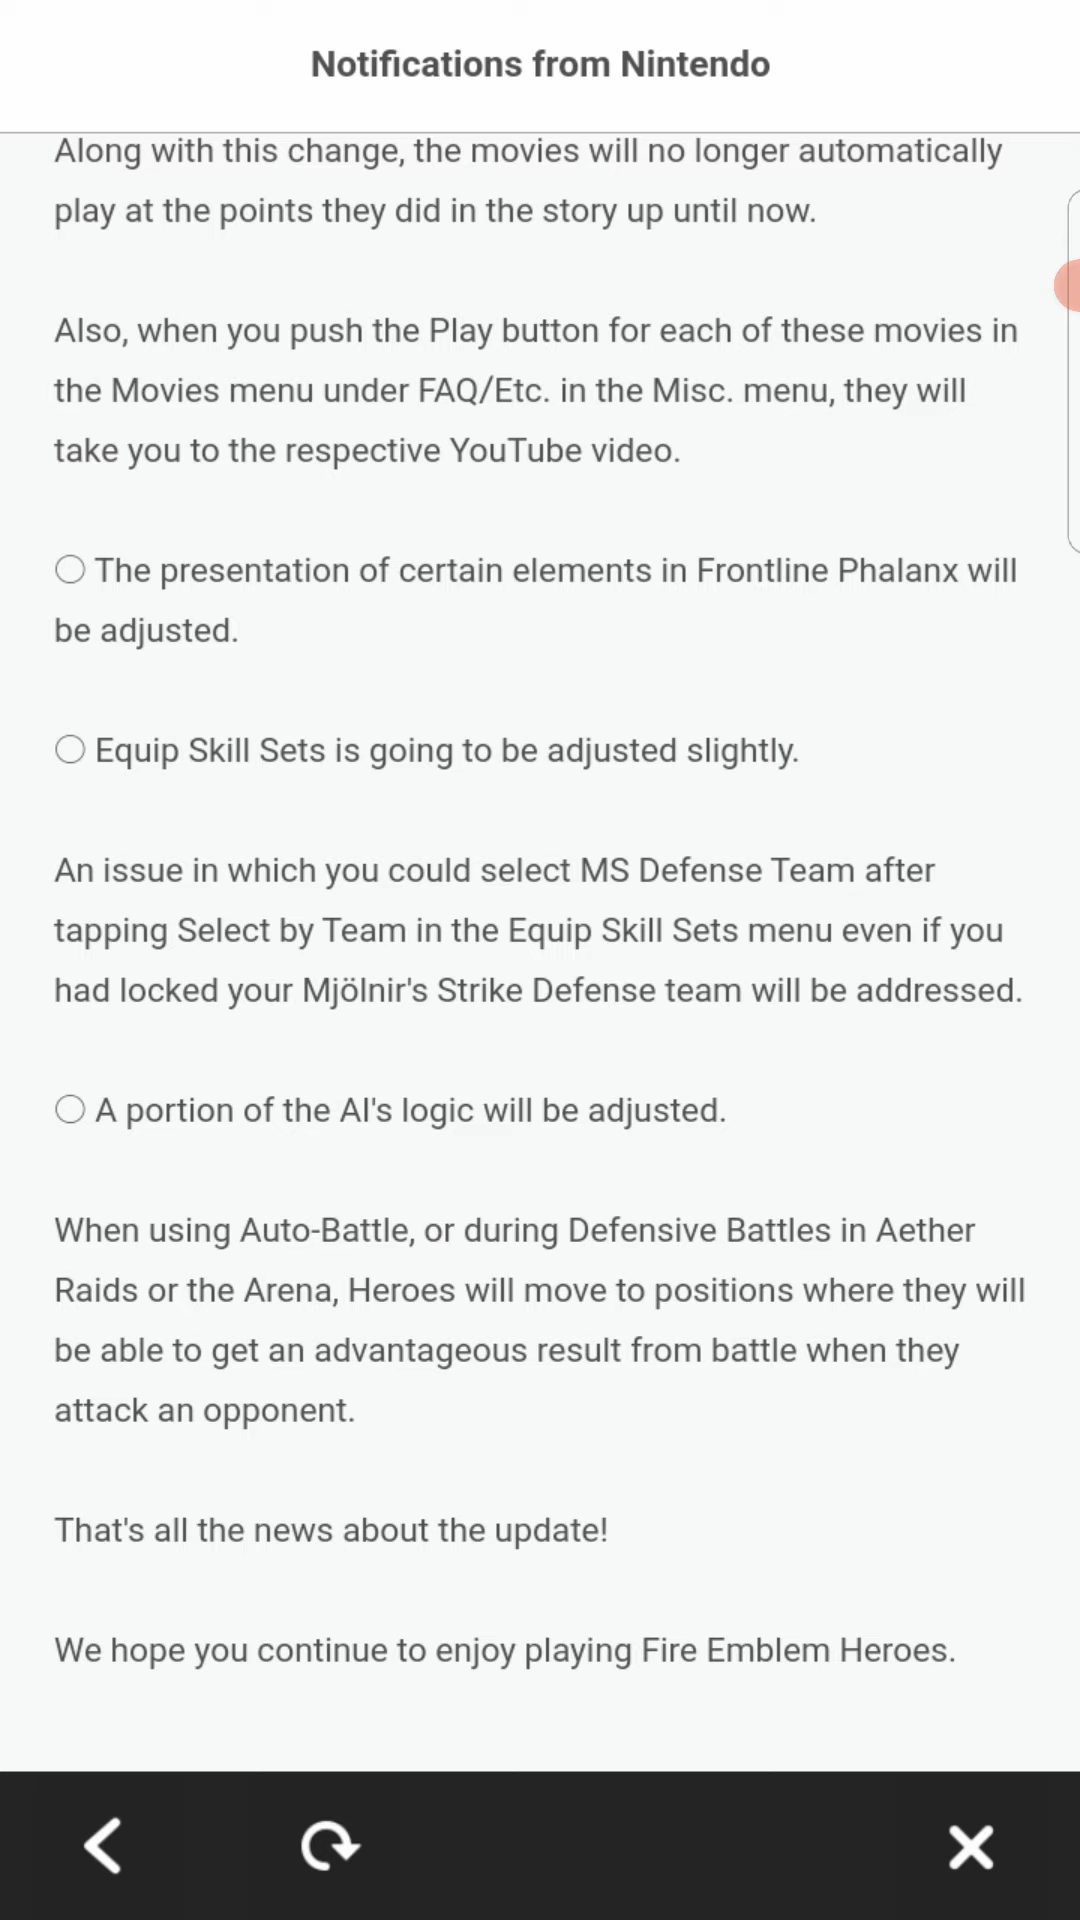 Notifications from Nintendo
Along with this change, the movies will no longer automatically
play at the points they did in the story up until now.
Also, when you push the Play button for each of these movies in
the Movies menu under FAQ/Etc. in the Misc. menu, they will
take you to the respective YouTube video.
○ The presentation of certain elements in Frontline Phalanx will
be adjusted.
○ Equip Skill Sets is going to be adjusted slightly.
An issue in which you could select MS Defense Team after
tapping Select by Team in the Equip Skill Sets menu even if you
had locked your Mjölnir's Strike Defense team will be addressed.
○ A portion of the AI's logic will be adjusted.
When using Auto-Battle, or during Defensive Battles in Aether
Raids or the Arena, Heroes will move to positions where they will
be able to get an advantageous result from battle when they
attack an opponent.
That's all the news about the update!
We hope you continue to enjoy playing Fire Emblem Heroes.